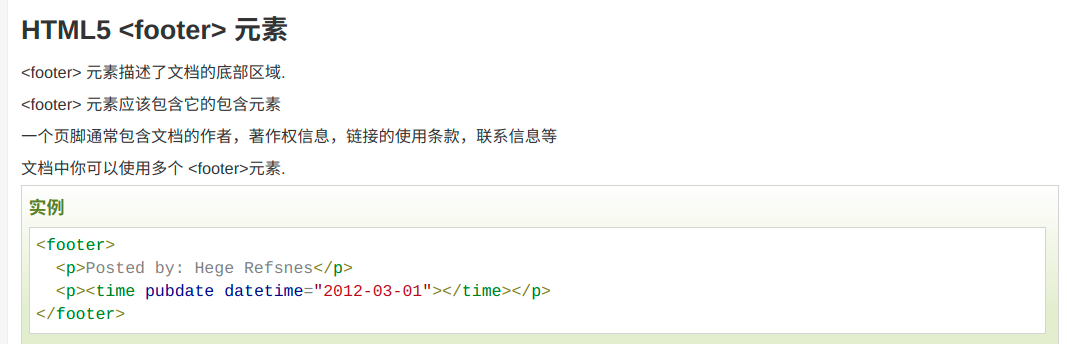 HTML5 <footer> 元素
<footer> 元素描述了文档的底部区域.
<footer> 元素应该包含它的包含元素
一个页脚通常包含文档的作者，著作权信息，链接的使用条款，联系信息等
文档中你可以使用多个 <footer>元素.
实例
<footer>
  <p>Posted by: Hege Refsnes</p>
  <p><time pubdate datetime="2012-03-01"></time></p>
</footer>